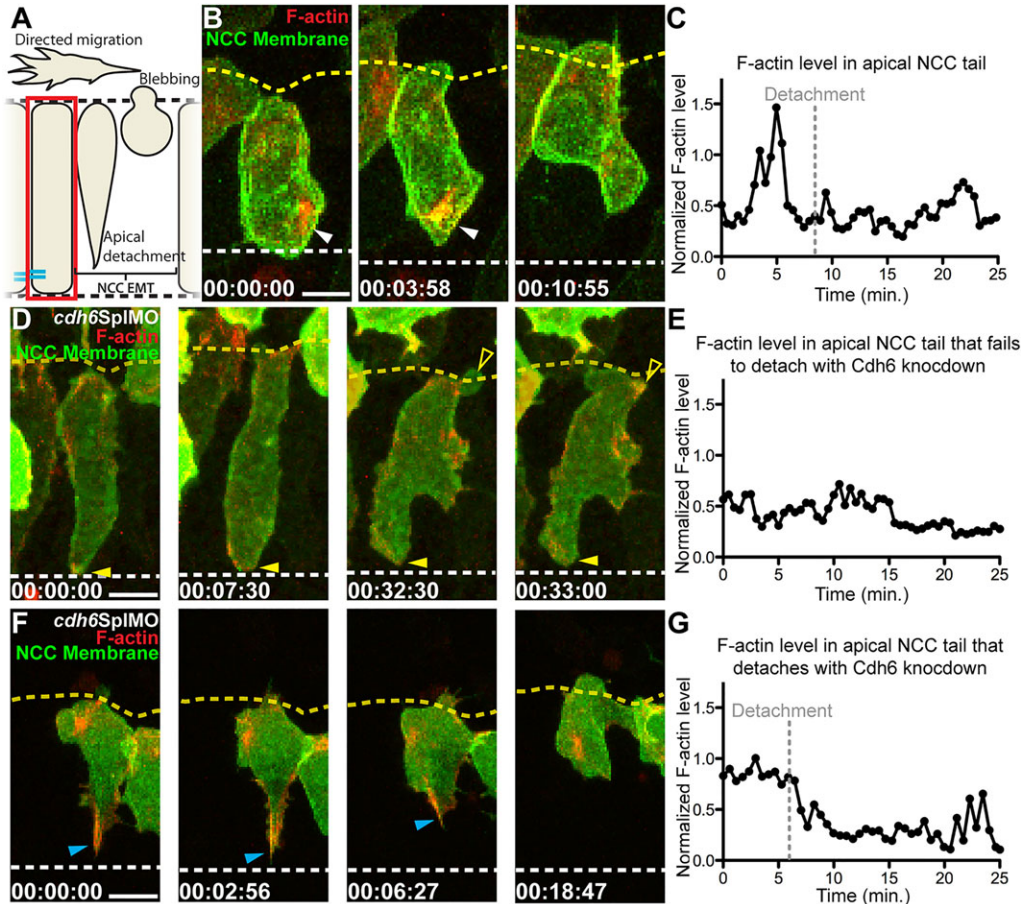 A
Directed migration
Blebbing
Apical
detachment
NCC EMT
B
F-actin
NCC Membrane
00:00:00
00:03:58
00:10:55
C
F-actin level in apical NCC tail
Detachment
Normalized F-actin level
1.5
1.0
0.5
0.0
0 5 10 15 20 25
Time (min.)
D
cdh6SplMO
F-actin
NCC Membrane
00:00:00
00:07:30
00:32:30
00:33:00
E
F-actin level in apical NCC tail that fails
to detach with Cdh6 knocdown
Normalized F-actin level
1.5
1.0
0.5
0.0
0 5 10 15 20 25
Time (min.)
F
cdh6SplMO
F-actin
NCC Membrane
00:00:00
00:02:56
00:06:27
00:18:47
G
F-actin level in apical NCC tail that
detaches with Cdh6 knocdown
Detachment
Normalized F-actin level
1.5
1.0
0.5
0.0
0 5 10 15 20 25
Time (min.)